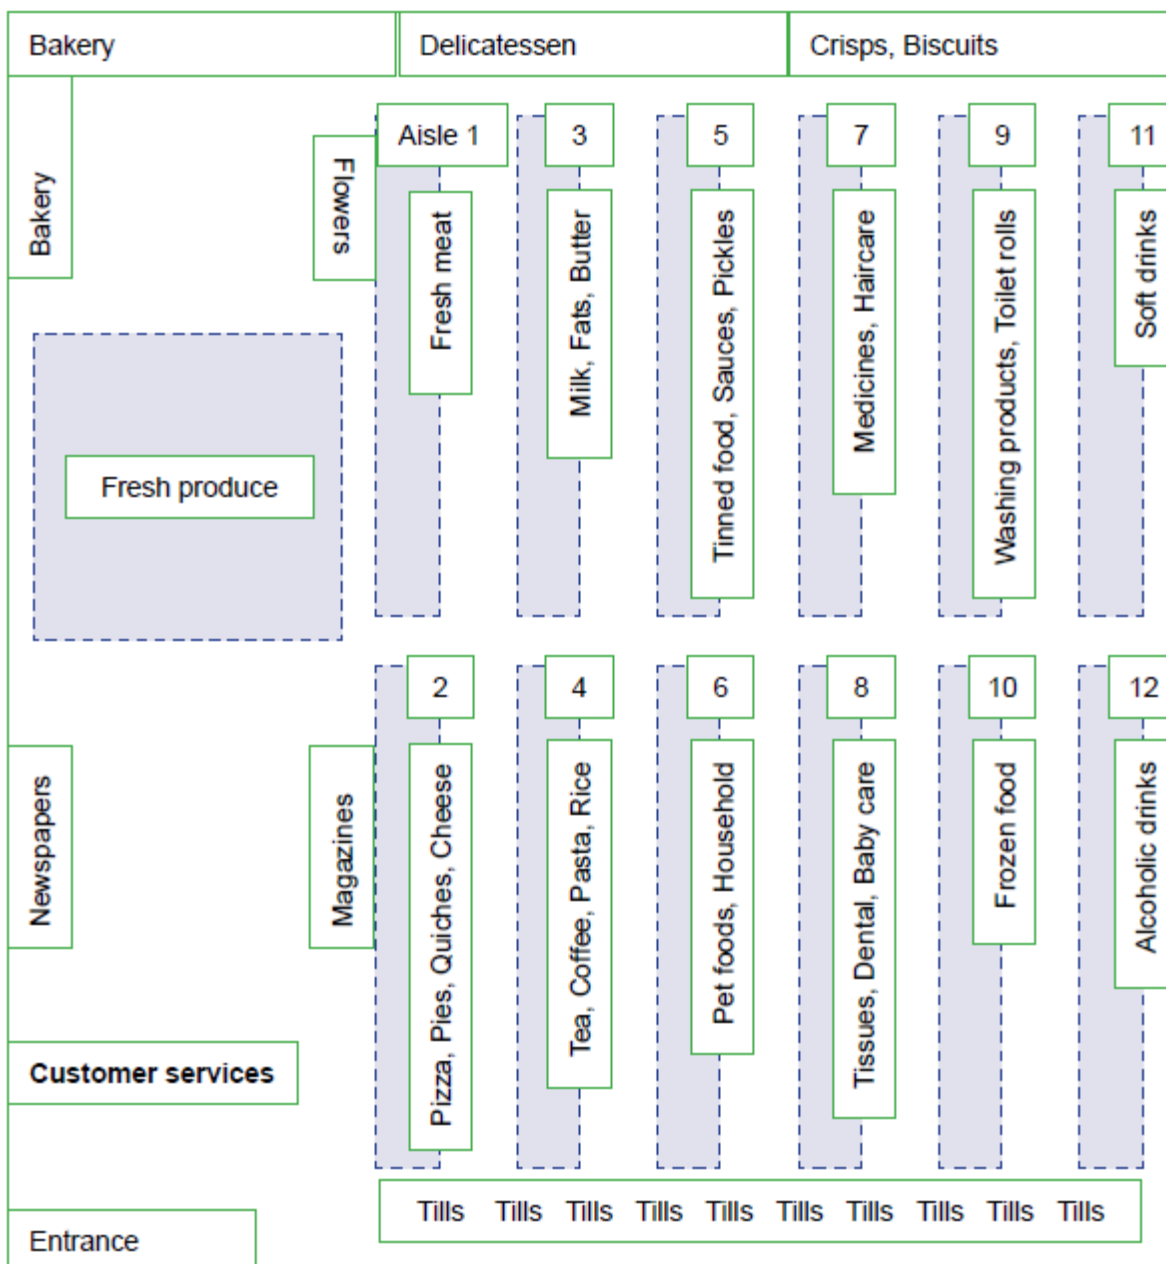 Bakery
Delicatessen
Crisps, Biscuits
Bakery
Flowers
Aisle 1
3
5
7
9
11
Fresh meat
Milk, Fats, Butter
Tinned food, Sauces, Pickles
Medicines, Haircare
Washing products, Toilet rolls
Soft drinks
Fresh produce
2
4
6
8
10
12
Newspapers
Magazines
Pizza, Pies, Quiches, Cheese
Tea, Coffee, Pasta, Rice
Pet foods, Household
Tissues, Dental, Baby care
Frozen food
Alcoholic drinks
Customer services
Tills Tills Tills Tills Tills Tills Tills Tills Tills Tills
Entrance